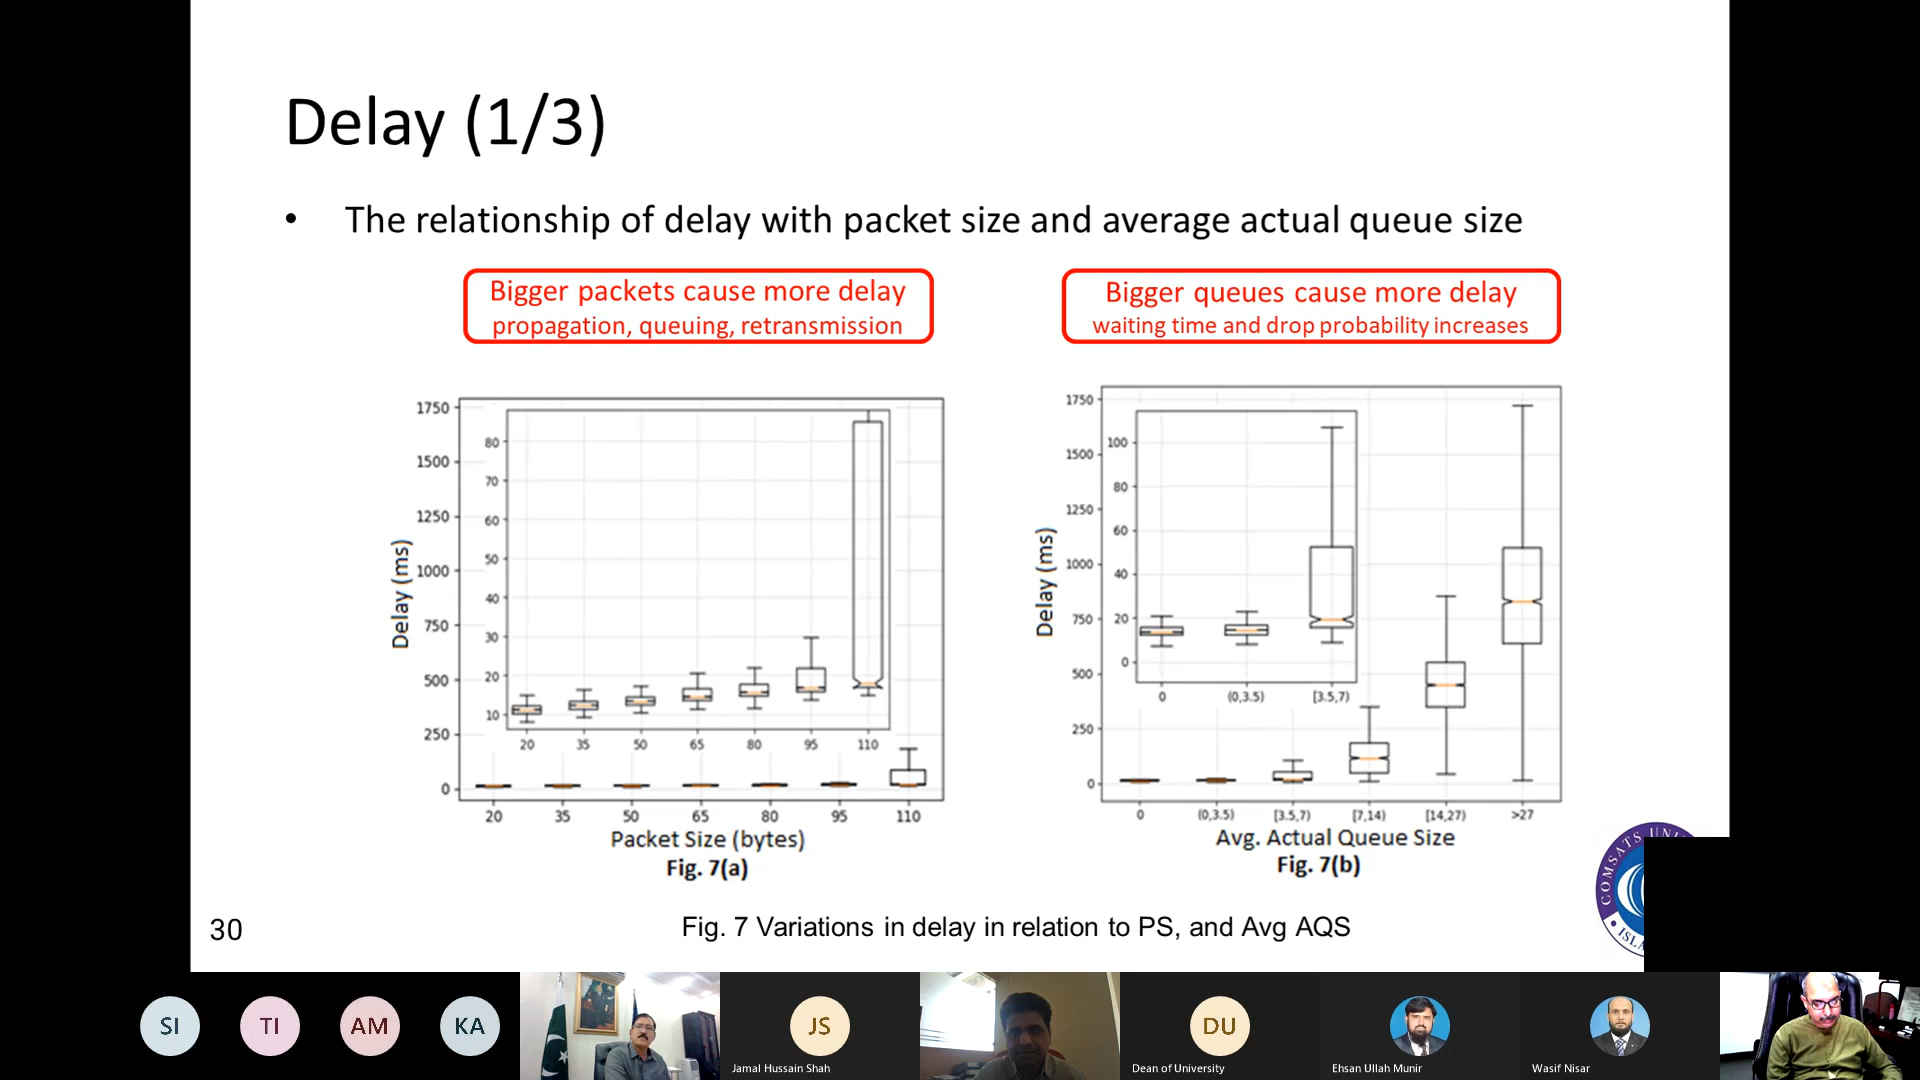 Delay (1/3)
• The relationship of delay with packet size and average actual queue size
Bigger packets cause more delay
propagation, queuing, retransmission
Bigger queues cause more delay
waiting time and drop probability increases
Delay (ms)
1750
1500
1250
1000
750
500
250
0
80
70
60
50
40
30
20
10
20 35 50 65 80 95 110
20 35 50 65 80 95 110
Packet Size (bytes)
Fig. 7(a)
Delay (ms)
1750
1500
1250
1000
750
500
250
0
100
80
60
40
20
0
0 (0,3.5) [3.5,7)
0 (0,3.5) [3.5,7) [7,14) [14,27) >27
Avg. Actual Queue Size
Fig. 7(b)
COMSATS
30
Fig. 7 Variations in delay in relation to PS, and Avg AQS
SI TI AM KA JS DU
Jamal Hussain Shah
Dean of University
Ehsan Ullah Munir
Wasif Nisar